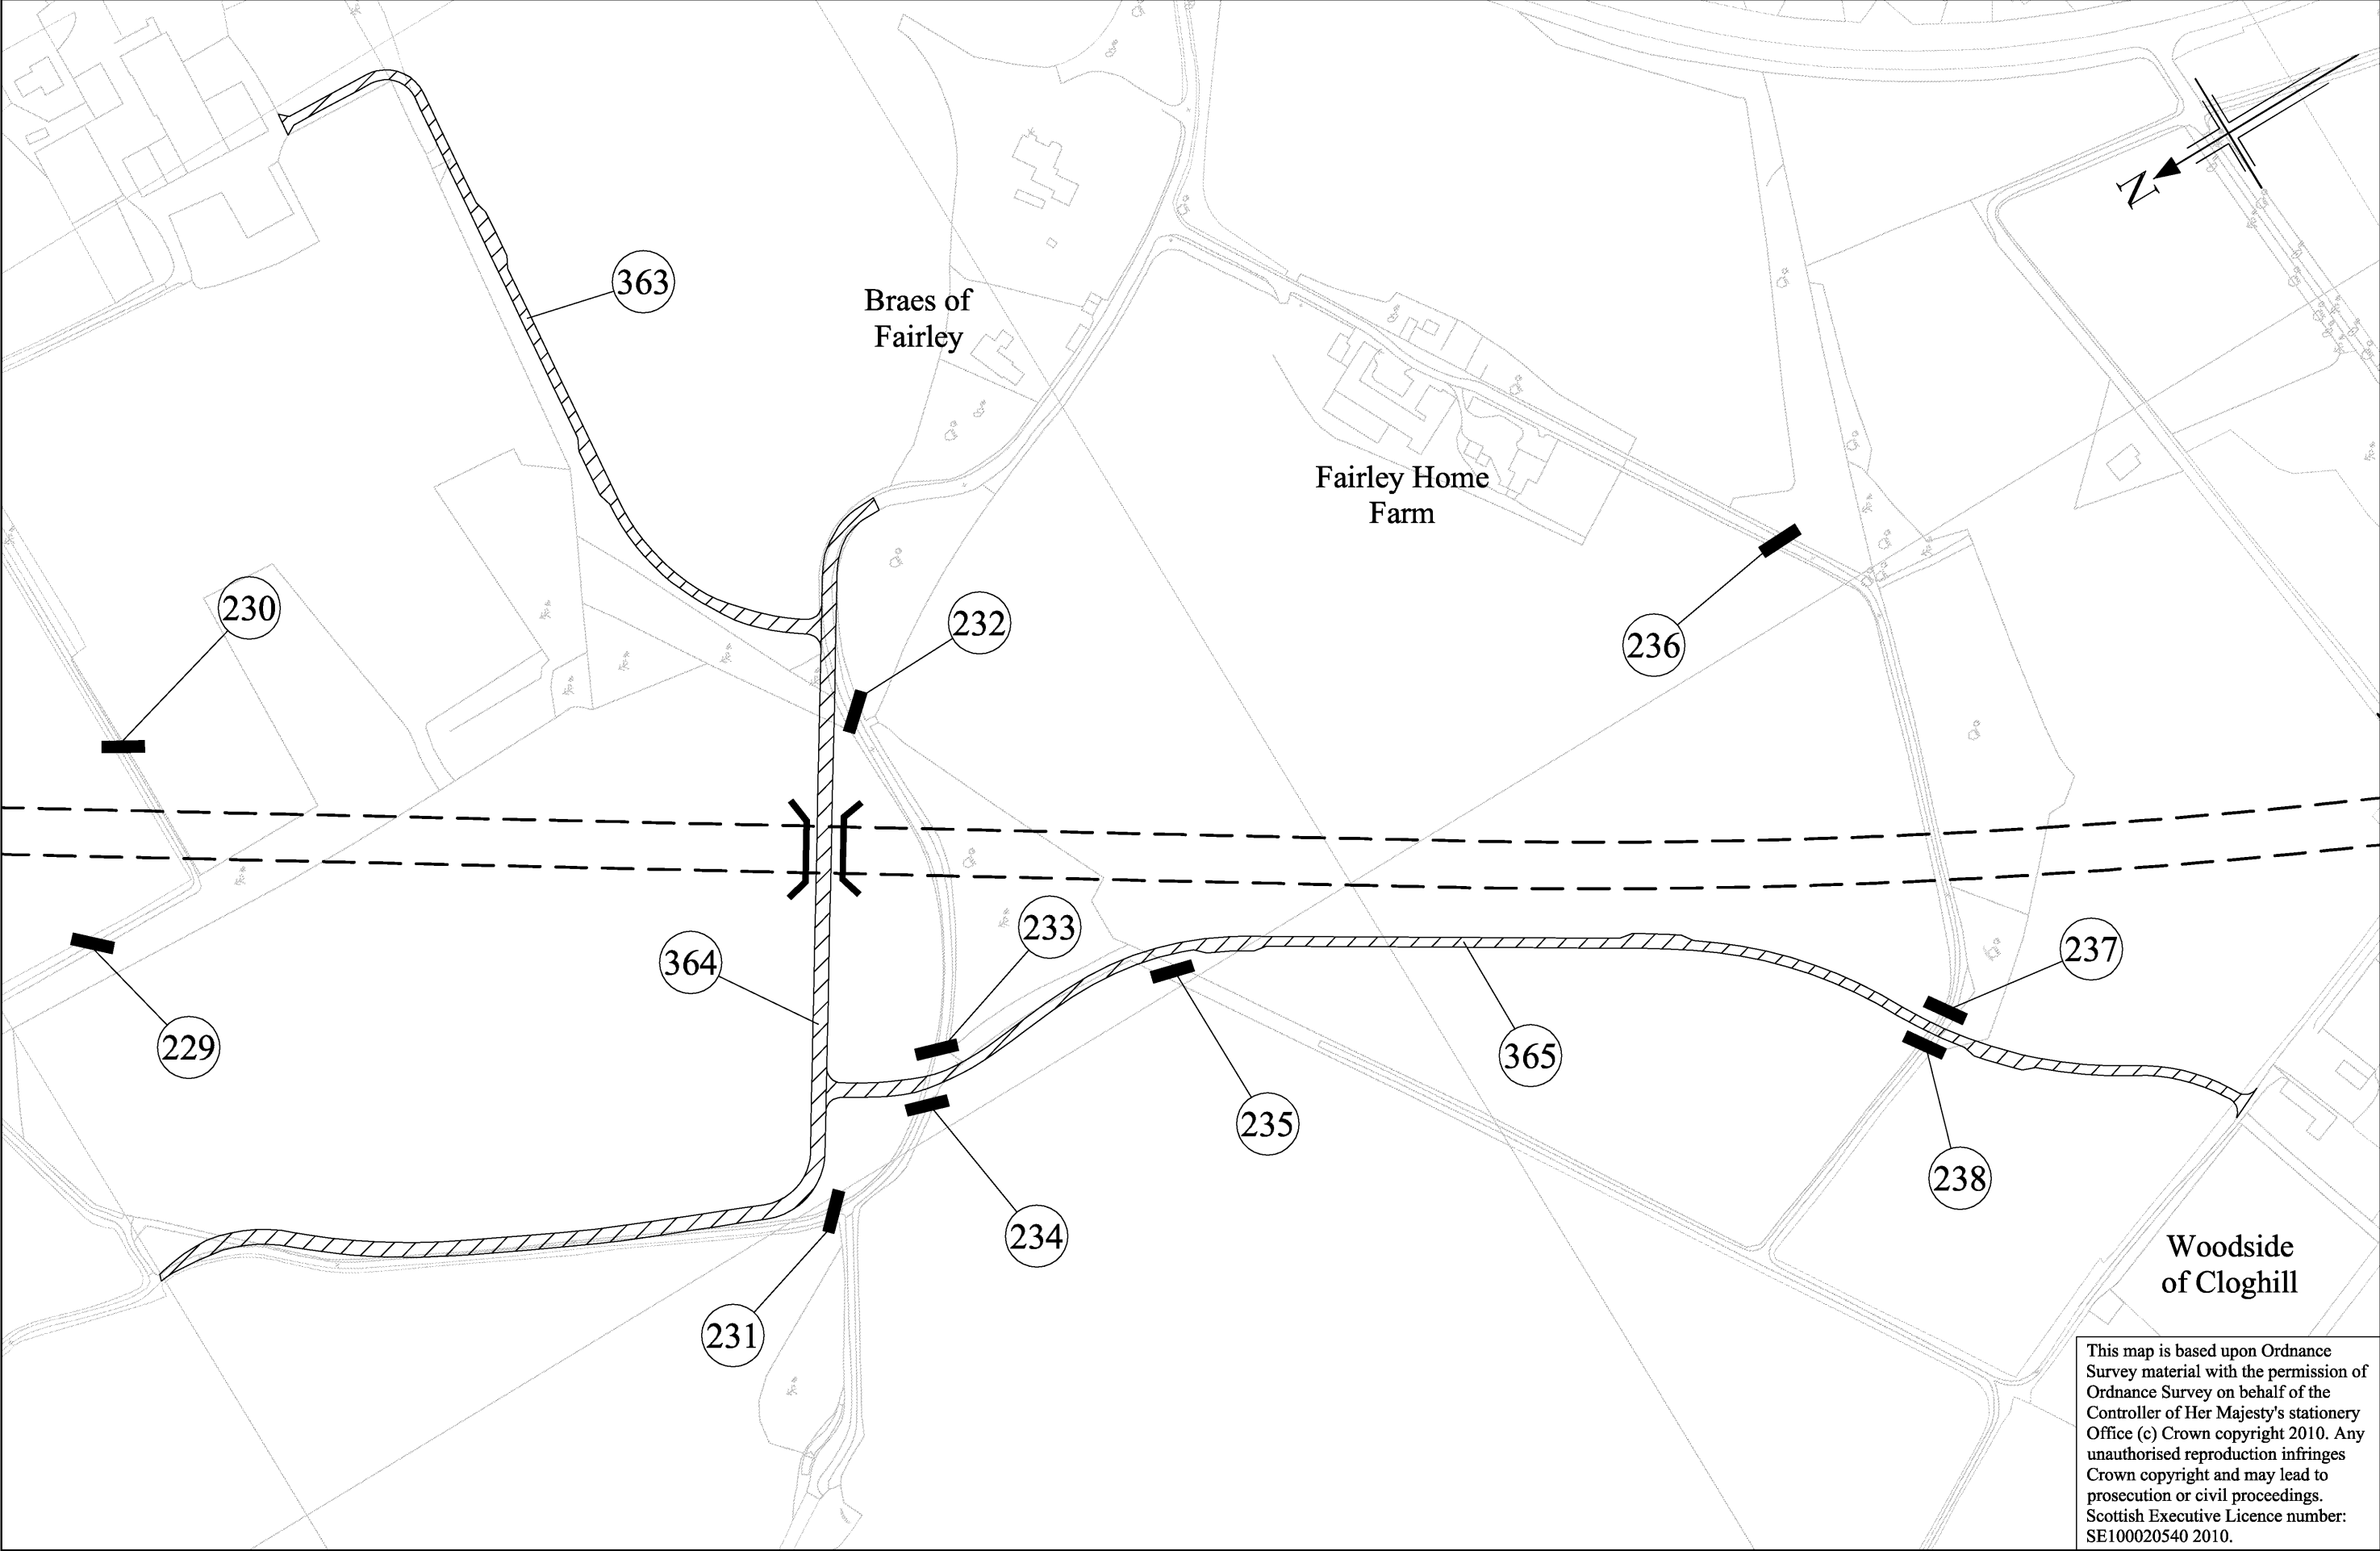 N
363
Braes of
Fairley
Fairley Home
Farm
230
232
236
233
237
364
229
365
235
238
234
231
Woodside
of Cloghill
This map is based upon Ordnance
Survey material with the permission of
Ordnance Survey on behalf of the
Controller of Her Majesty's stationery
Office (c) Crown copyright 2010. Any
unauthorised reproduction infringes
Crown copyright and may lead to
prosecution or civil proceedings.
Scottish Executive Licence number:
SE100020540 2010.